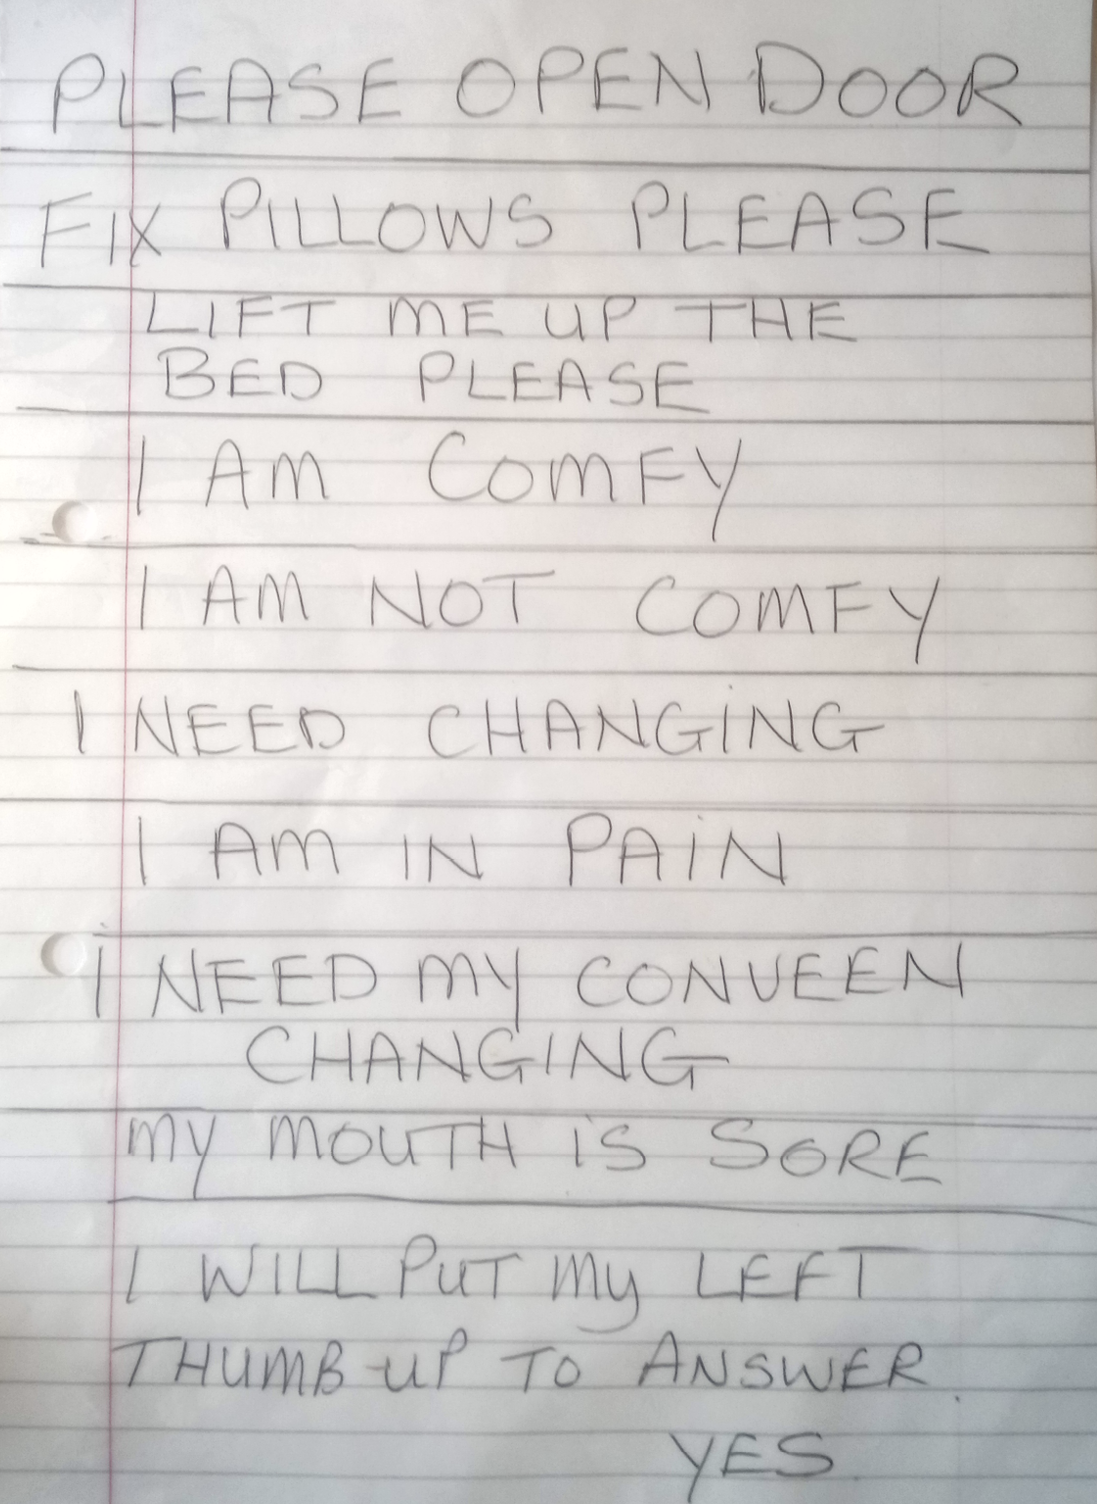 PLEASE OPEN DOOR
FIX PILLOWS PLEASE
LIFT ME UP THE
BED PLEASE
I AM COMFY
I AM NOT COMFY
I NEED CHANGING
I AM IN PAIN
I NEED MY CONVEEN
CHANGING
MY MOUTH IS SORE
I WILL PUT MY LEFT
THUMB UP TO ANSWER.
YES